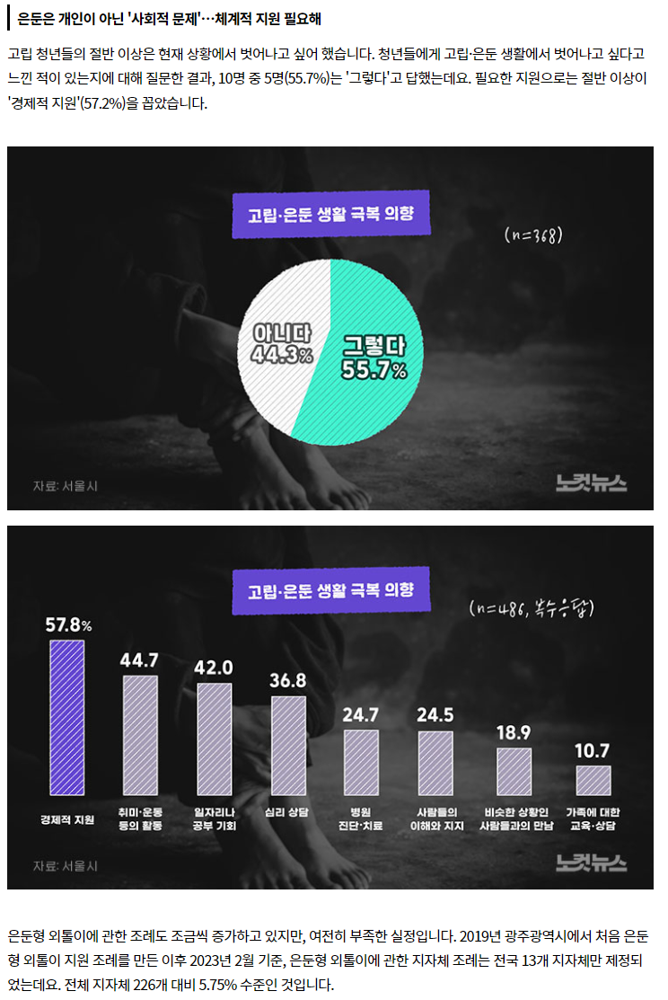 은둔은 개인이 아닌 '사회적 문제'…체계적 지원 필요해
고립 청년들의 절반 이상은 현재 상황에서 벗어나고 싶어 했습니다. 청년들에게 고립·은둔 생활에서 벗어나고 싶다고
느낀 적이 있는지에 대해 질문한 결과, 10명 중 5명(55.7%)는 '그렇다'고 답했는데요. 필요한 지원으로는 절반 이상이
'경제적 지원'(57.2%)을 꼽았습니다.
고립·은둔 생활 극복 의향
(n=368)
아니다
44.3%
그렇다
55.7%
자료: 서울시
노컷뉴스
고립·은둔 생활 극복 의향
(n=486, 복수응답)
57.8%
44.7
42.0
36.8
24.7
24.5
18.9
10.7
경제적 지원
취미·운동
등의 활동
일자리나
공부 기회
심리 상담
병원
진단·치료
사람들의
이해와 지지
비슷한 상황인
사람들과의 만남
가족에 대한
교육·상담
자료: 서울시
노컷뉴스
은둔형 외톨이에 관한 조례도 조금씩 증가하고 있지만, 여전히 부족한 실정입니다. 2019년 광주광역시에서 처음 은둔
형 외톨이 지원 조례를 만든 이후 2023년 2월 기준, 은둔형 외톨이에 관한 지자체 조례는 전국 13개 지자체만 제정되
었는데요. 전체 지자체 226개 대비 5.75% 수준인 것입니다.